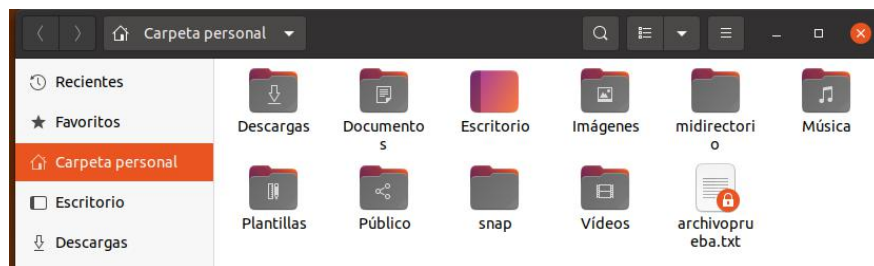 Carpeta personal
Recientes
Favoritos
Carpeta personal
Escritorio
Descargas
Descargas
Documento
s
Escritorio
Imágenes
midirectori
o
Música
Plantillas
Público
snap
Vídeos
archivopru
eba.txt